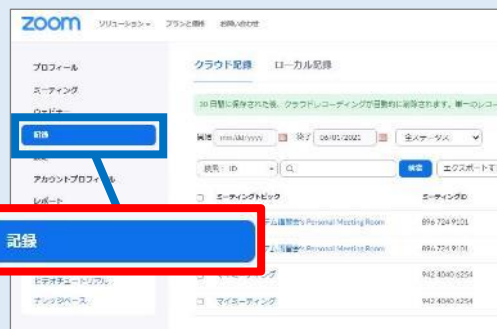 zoom ソリューション プランと価格 お問い合わせ
プロフィール
ミーティング
ウェビナー
記録
アカウントプロフィール
レポート
記録
ビデオチュートリアル
ナレッジベース
クラウド記録 ローカル記録
30 日間に保存された後、クラウドレコーディングが自動的に削除されます。単一のレコー
開始 mm/dd/yyyy 終了 06/01/2021 全ステータス
検索: ID 検索 エクスポートす
ミーティングトピック ミーティングID
's Personal Meeting Room 896 724 9101
's Personal Meeting Room 896 724 9101
マイミーティング 942 4040 6254
マイミーティング 942 4040 6254